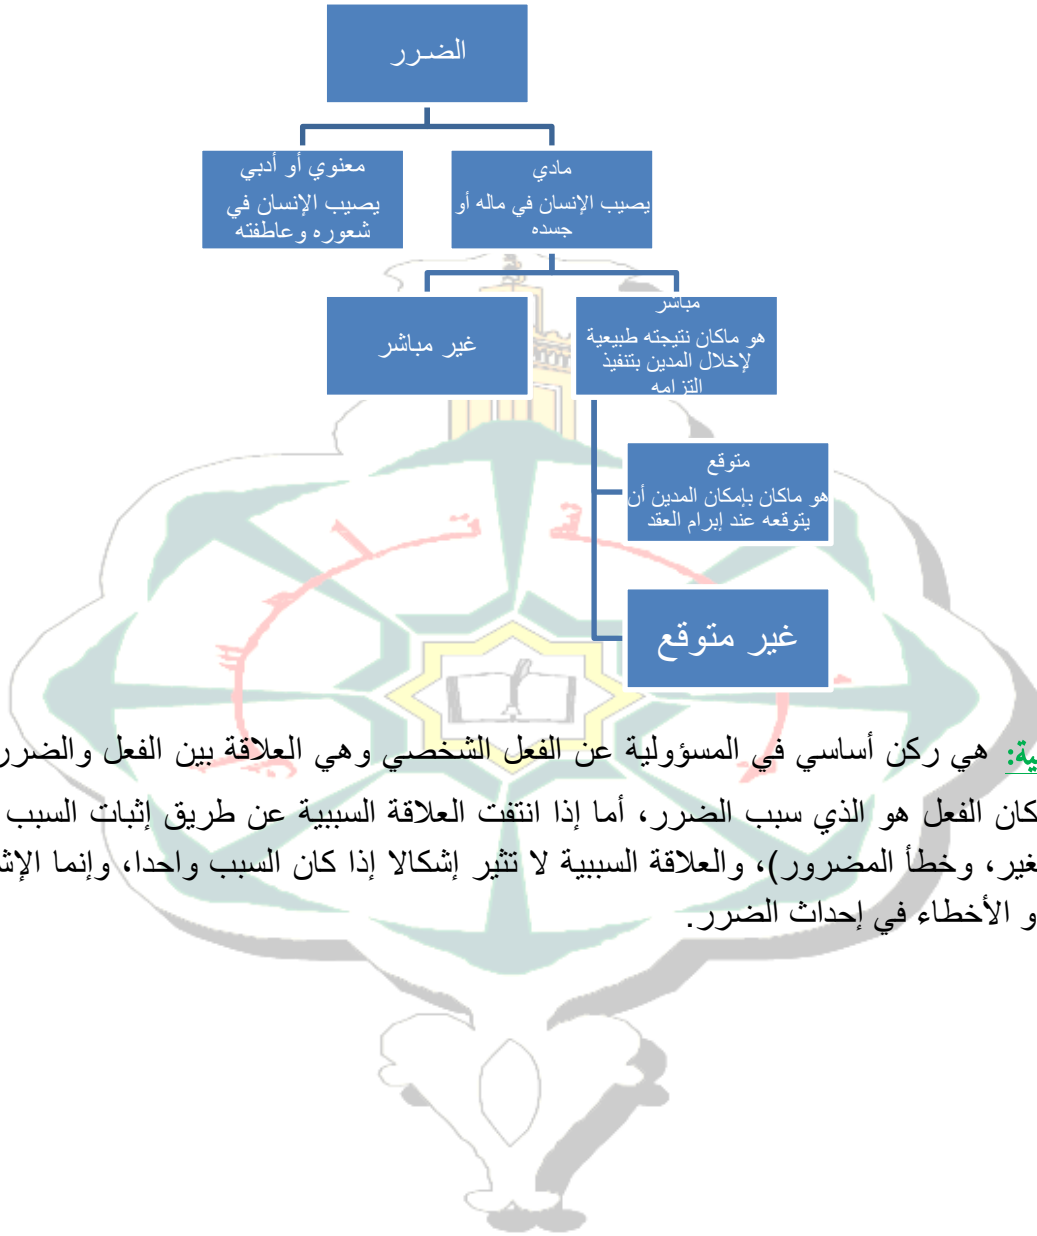 الضرر
مادي
يصيب الإنسان في ماله أو
جسده
معنوي أو أدبي
يصيب الإنسان في
شعوره وعاطفته
مباشر
هو ماكان نتيجته طبيعية
لإخلال المدين بتنفيذ
التزامه
غير مباشر
متوقع
هو ماكان بإمكان المدين أن
يتوقعه عند إبرام العقد
غير متوقع
ية: هي ركن أساسي في المسؤولية عن الفعل الشخصي وهي العلاقة بين الفعل والضرر
كان الفعل هو الذي سبب الضرر، أما إذا انتفت العلاقة السببية عن طريق إثبات السبب
غير، وخطأ المضرور)، والعلاقة السببية لا تثير إشكالا إذا كان السبب واحدا، وإنما الإش
و الأخطاء في إحداث الضرر.